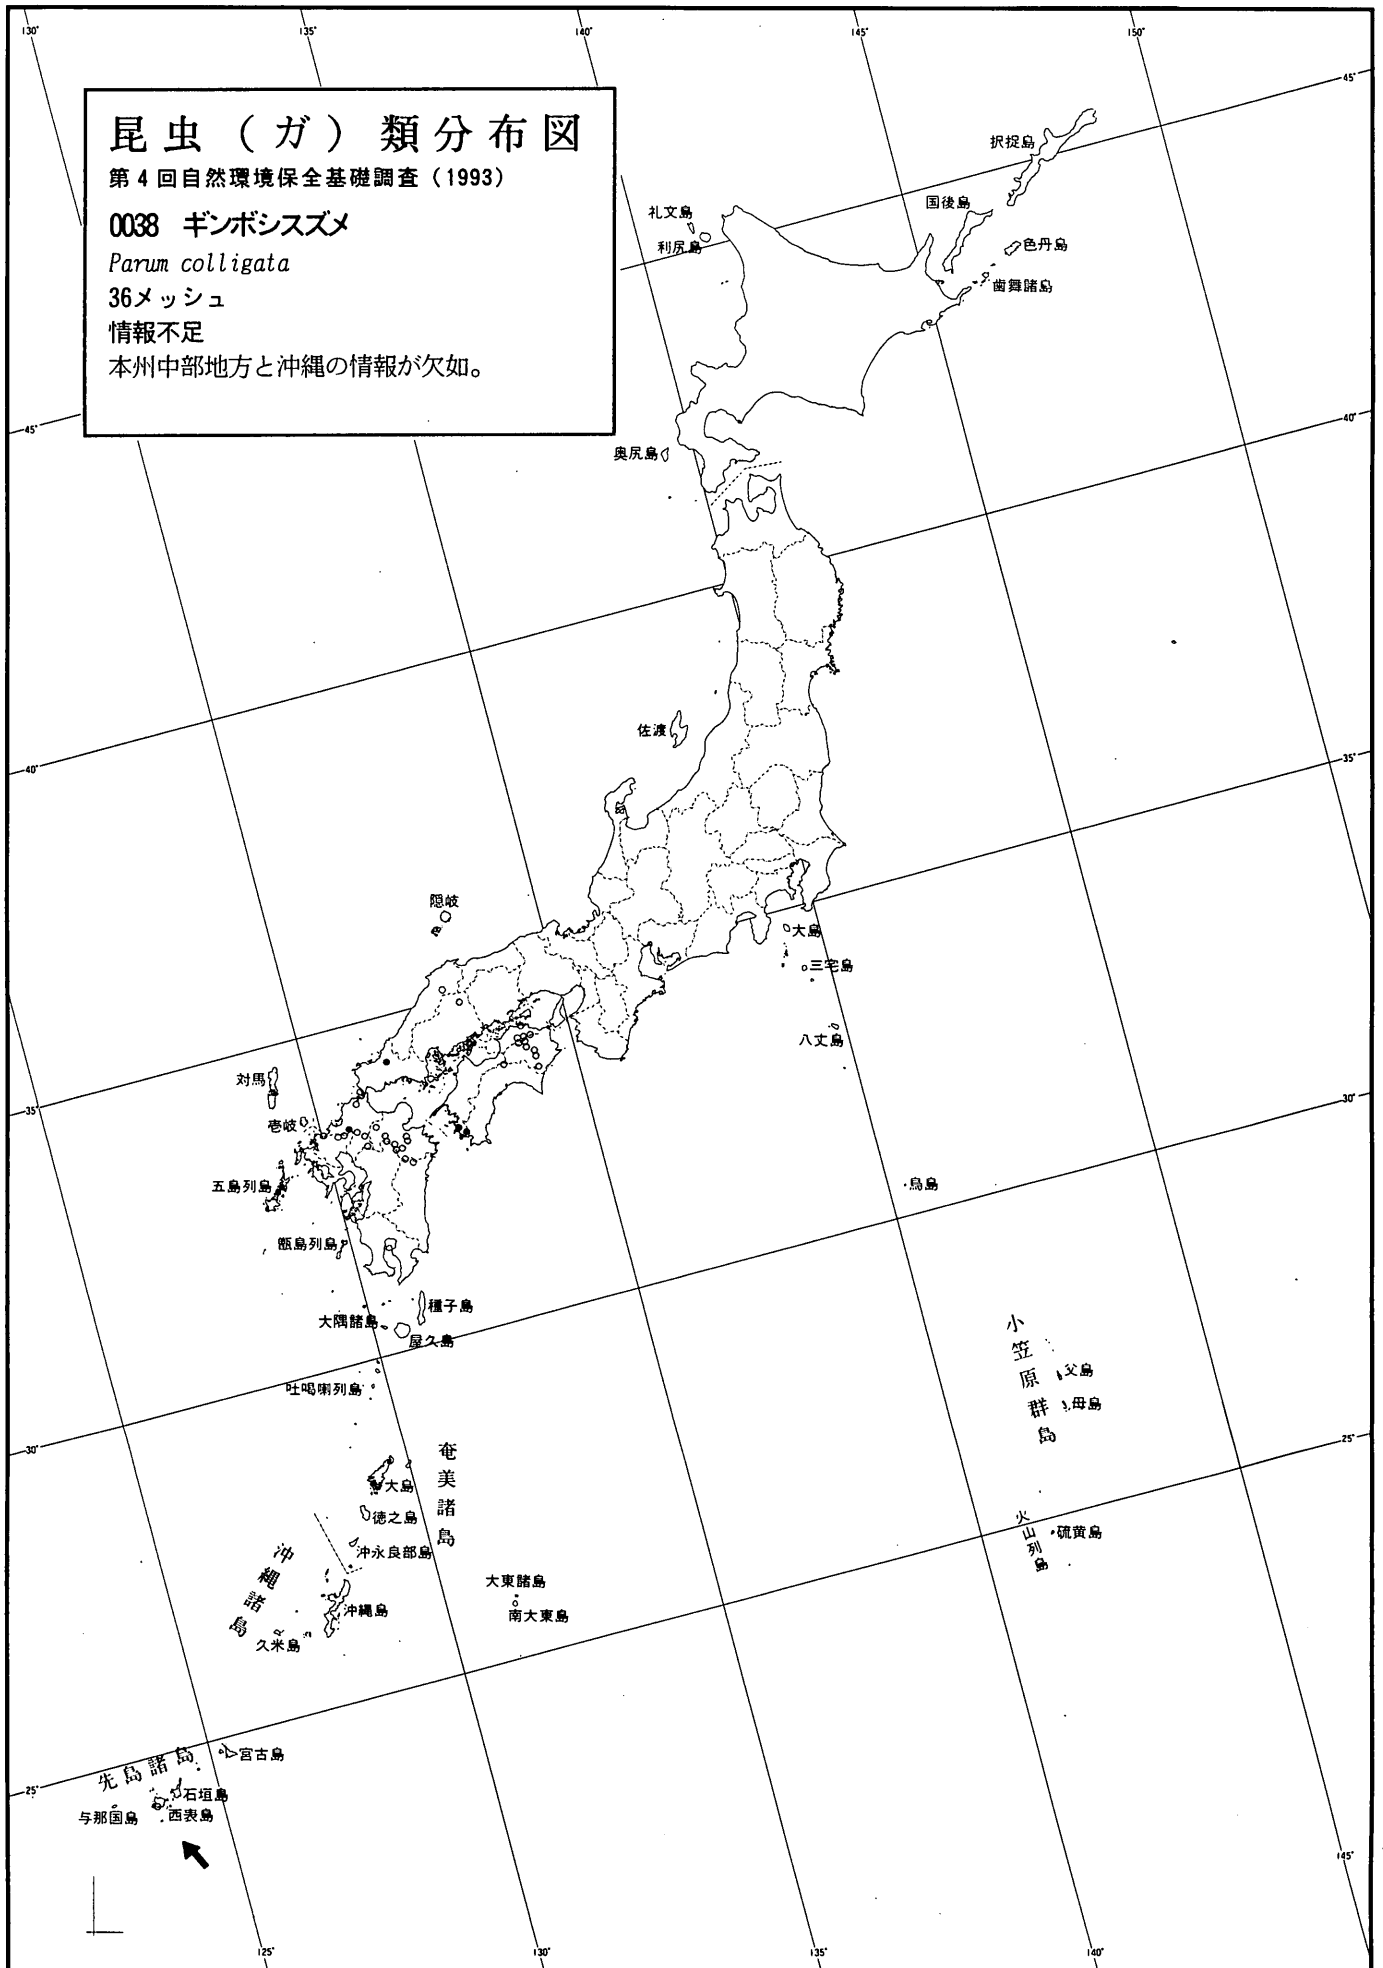 130°
135°
140°
145°
150°
昆虫（ガ）類分布図
第４回自然環境保全基礎調査（1993）
0038　ギンボシスズメ
Parum colligata
36メッシュ
情報不足
本州中部地方と沖縄の情報が欠如。
45°
択捉島
国後島
礼文島
利尻島
色丹島
歯舞諸島
45°
40°
奥尻島
佐渡
40°
35°
隠岐
大島
三宅島
八丈島
対馬
35°
壱岐
30°
五島列島
鳥島
甑島列島
種子島
大隅諸島
屋久島
小笠原群島
父島
吐噶喇列島
母島
30°
25°
奄美諸島
大島
徳之島
火山列島
硫黄島
沖永良部島
沖縄諸島
大東諸島
沖縄島
南大東島
久米島
先島諸島
宮古島
25°
石垣島
与那国島
西表島
145°
125°
130°
135°
140°